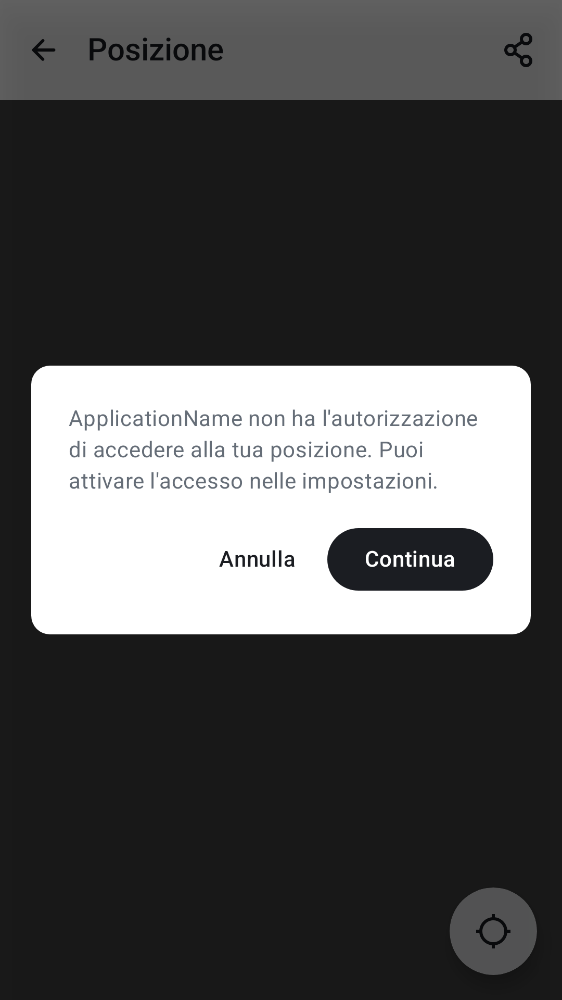 Posizione
ApplicationName non ha l'autorizzazione
di accedere alla tua posizione. Puoi
attivare l'accesso nelle impostazioni.
Annulla
Continua